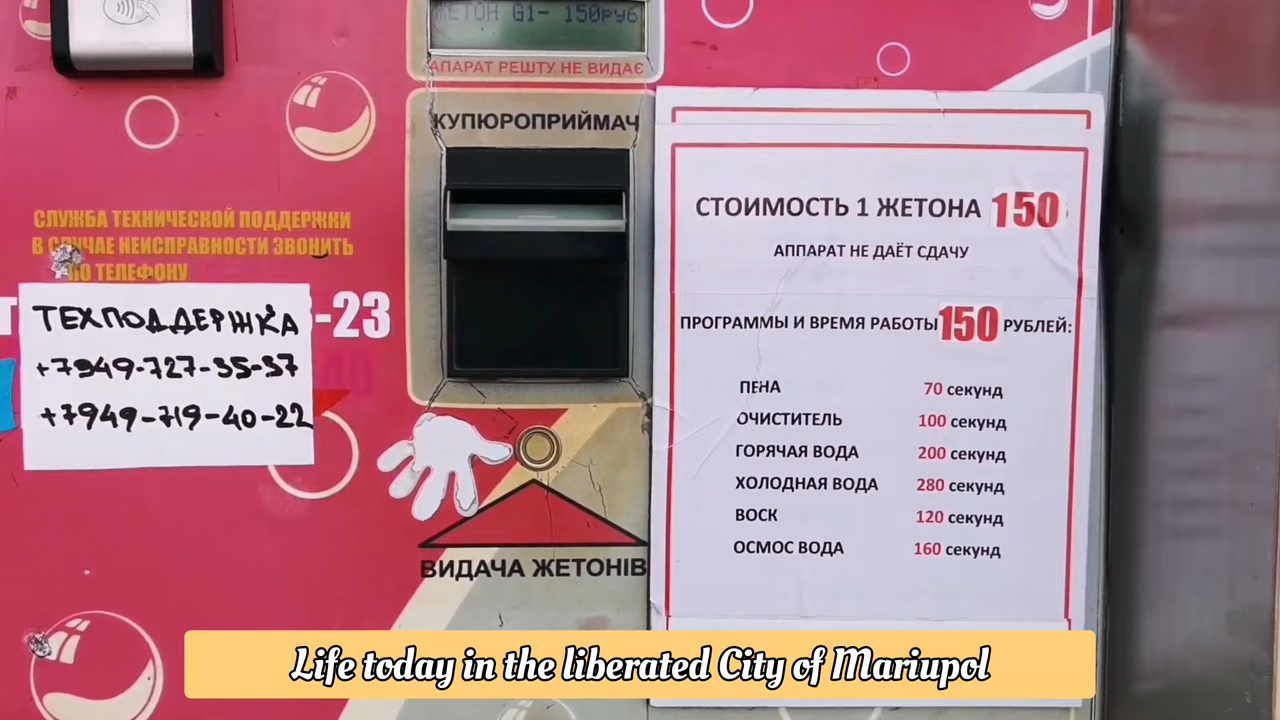 ЖЕТОН G1- 150руб
АПАРАТ РЕШТУ НЕ ВИДАЄ
КУПЮРОПРИЙМАЧ
СЛУЖБА ТЕХНИЧЕСКОЙ ПОДДЕРЖКИ
В СЛУЧАЕ НЕИСПРАВНОСТИ ЗВОНИТЬ
ПО ТЕЛЕФОНУ
-23
ТЕХПОДДЕРЖКА
+7949-727-35-37
+7949-719-40-22
ВИДАЧА ЖЕТОНІВ
СТОИМОСТЬ 1 ЖЕТОНА 150
АППАРАТ НЕ ДАЁТ СДАЧУ
ПРОГРАММЫ И ВРЕМЯ РАБОТЫ 150 РУБЛЕЙ:
ПЕНА 70 секунд
ОЧИСТИТЕЛЬ 100 секунд
ГОРЯЧАЯ ВОДА 200 секунд
ХОЛОДНАЯ ВОДА 280 секунд
ВОСК 120 секунд
ОСМОС ВОДА 160 секунд
Life today in the liberated City of Mariupol